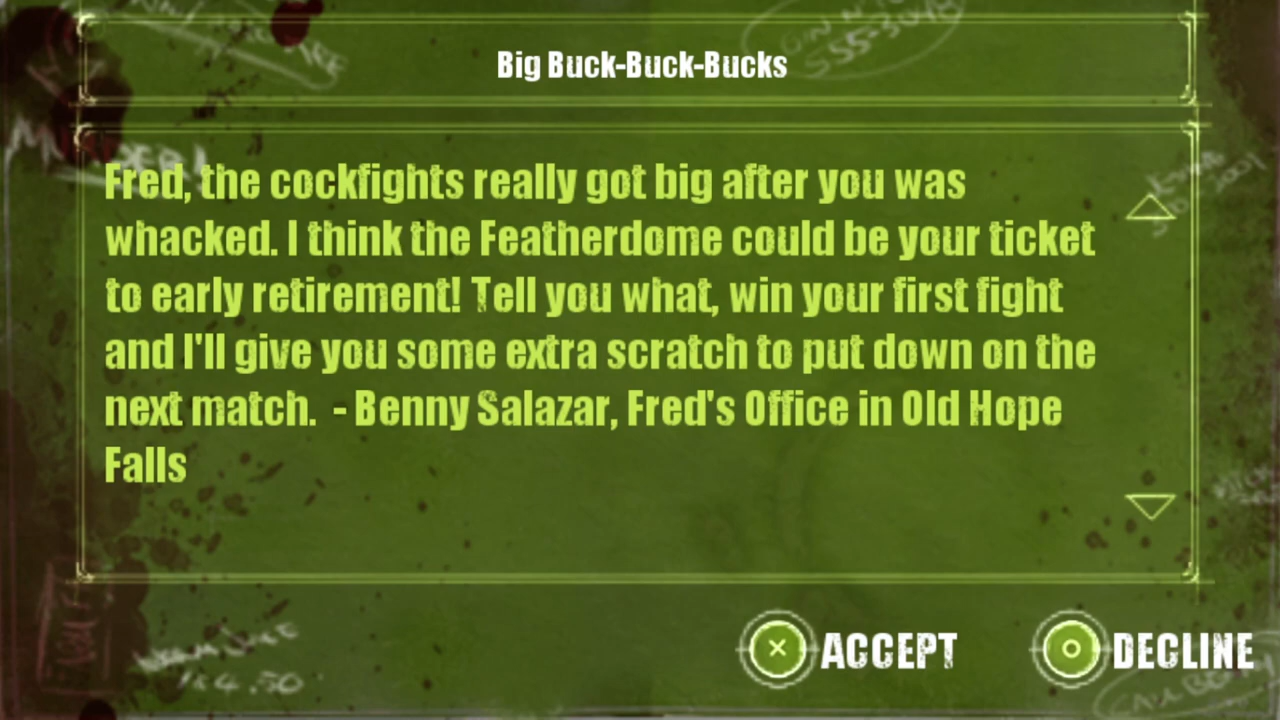 555-3048
Big Buck-Buck-Bucks
Fred, the cockfights really got big after you was
whacked. I think the Featherdome could be your ticket
to early retirement! Tell you what, win your first fight
and I'll give you some extra scratch to put down on the
next match.  - Benny Salazar, Fred's Office in Old Hope
Falls
ACCEPT
DECLINE